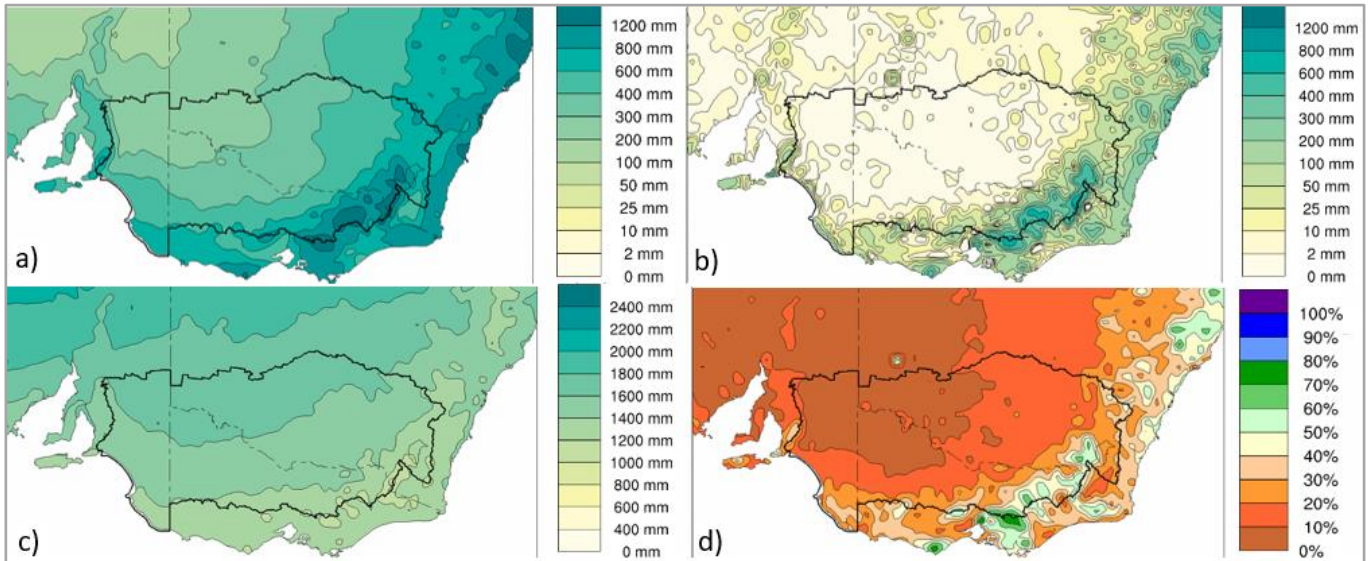 1200 mm
800 mm
600 mm
400 mm
300 mm
200 mm
100 mm
50 mm
25 mm
10 mm
2 mm
0 mm
a)
1200 mm
800 mm
600 mm
400 mm
300 mm
200 mm
100 mm
50 mm
25 mm
10 mm
2 mm
0 mm
b)
2400 mm
2200 mm
2000 mm
1800 mm
1600 mm
1400 mm
1200 mm
1000 mm
800 mm
600 mm
400 mm
0 mm
c)
100%
90%
80%
70%
60%
50%
40%
30%
20%
10%
0%
d)